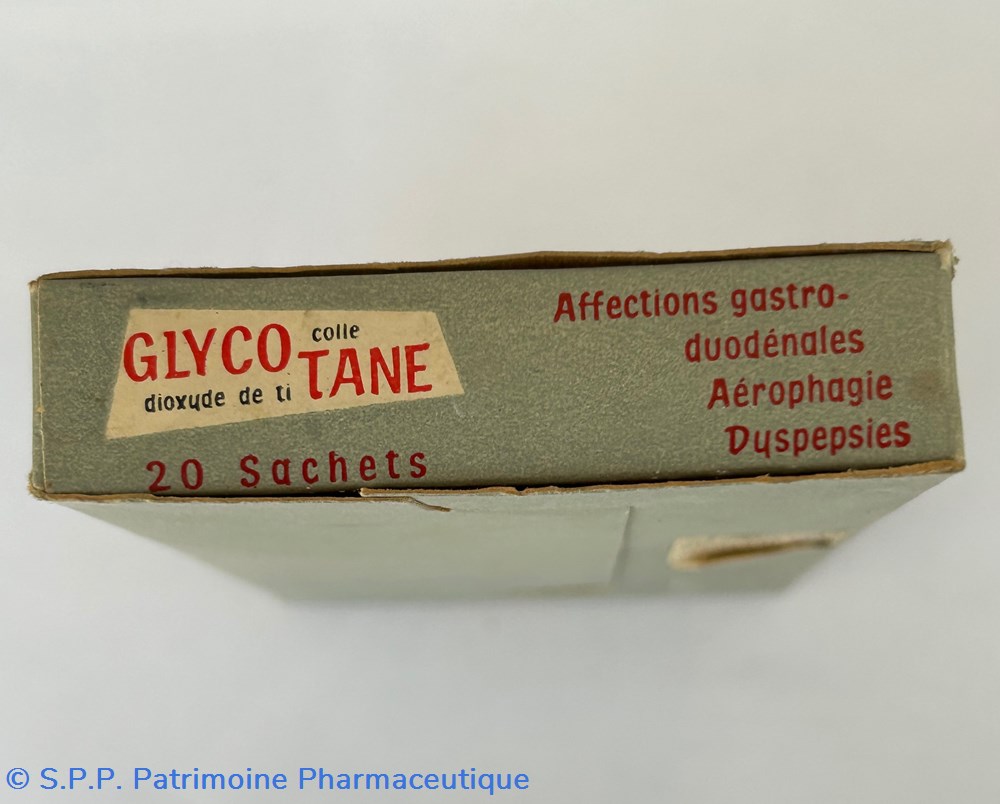 GLYCO colle
dioxyde de ti TANE
20 Sachets
Affections gastro-
duodénales
Aérophagie
Dyspepsies
© S.P.P. Patrimoine Pharmaceutique